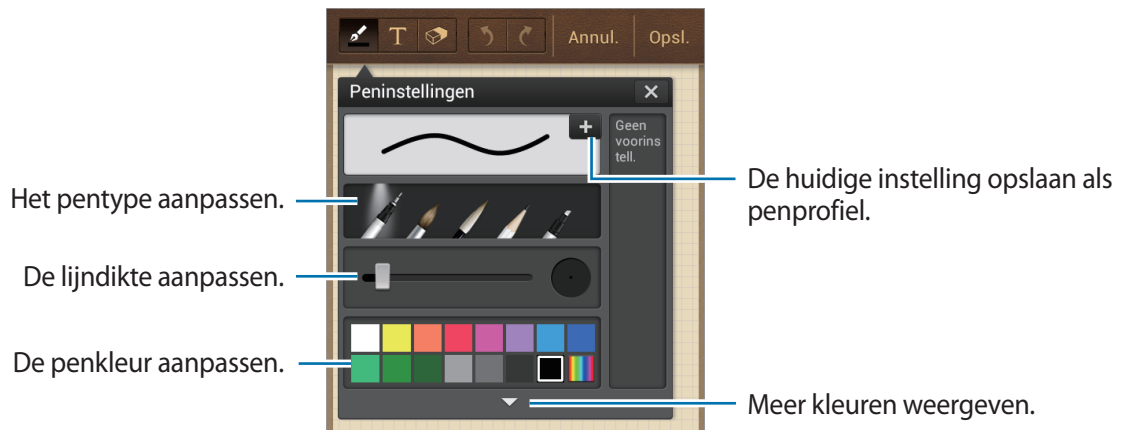 T
Annul.
Opsl.
Peninstellingen
Geen
voorins
tell.
Het pentype aanpassen.
De huidige instelling opslaan als
penprofiel.
De lijndikte aanpassen.
De penkleur aanpassen.
Meer kleuren weergeven.